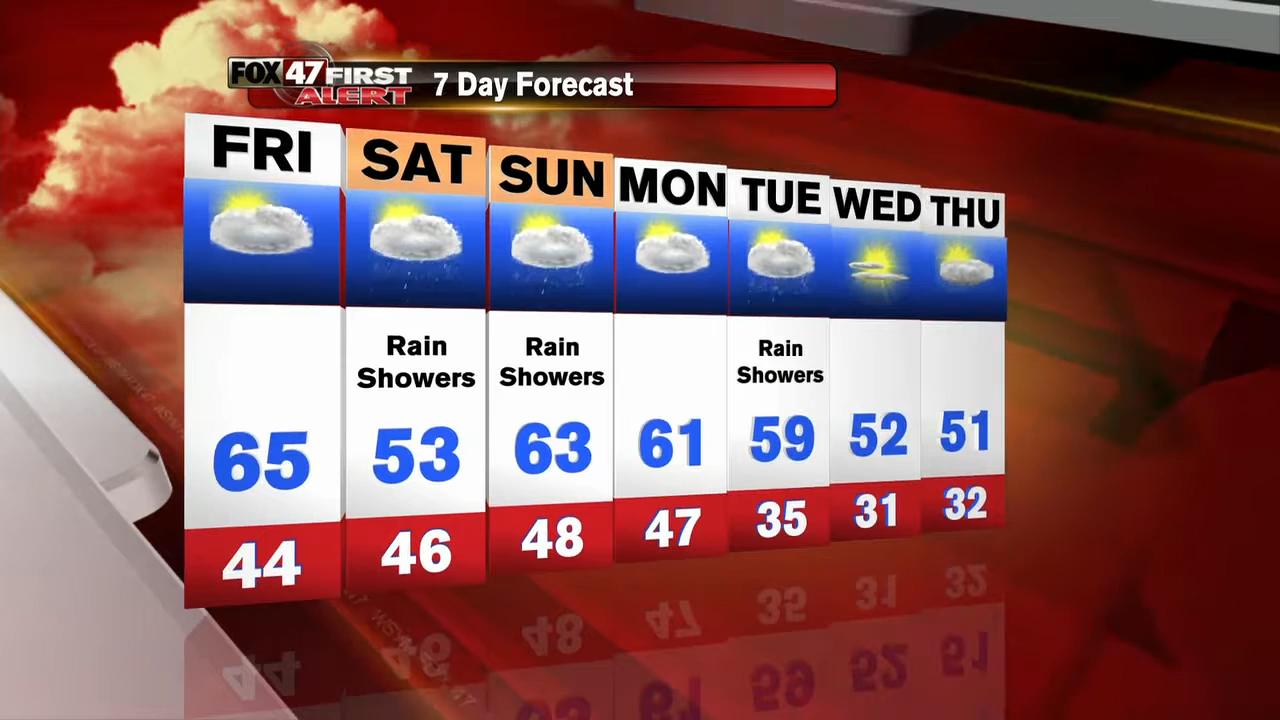 FOX 47 FIRST
ALERT
7 Day Forecast
FRI
SAT
SUN
MON
TUE
WED
THU
Rain
Showers
Rain
Showers
Rain
Showers
65
53
63
61
59
52
51
44
46
48
47
35
31
32